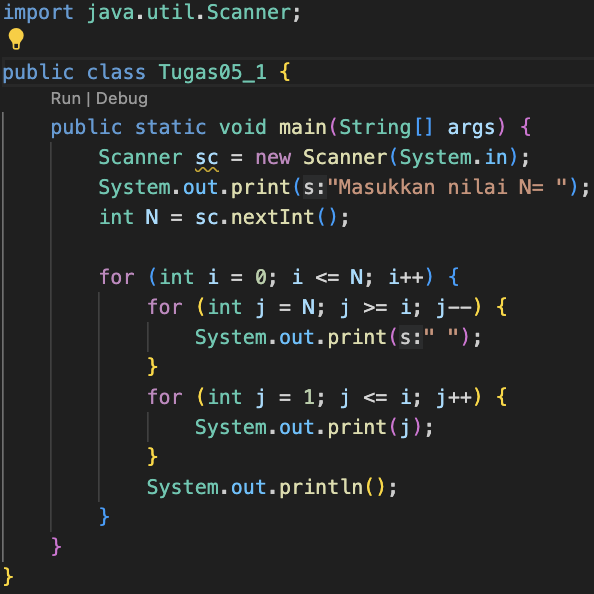 import java.util.Scanner;
public class Tugas05_1 {
Run | Debug
public static void main(String[] args) {
Scanner sc = new Scanner(System.in);
System.out.print(s:"Masukkan nilai N= ");
int N = sc.nextInt();
for (int i = 0; i <= N; i++) {
for (int j = N; j >= i; j--) {
System.out.print(s:" ");
}
for (int j = 1; j <= i; j++) {
System.out.print(j);
}
System.out.println();
}
}
}